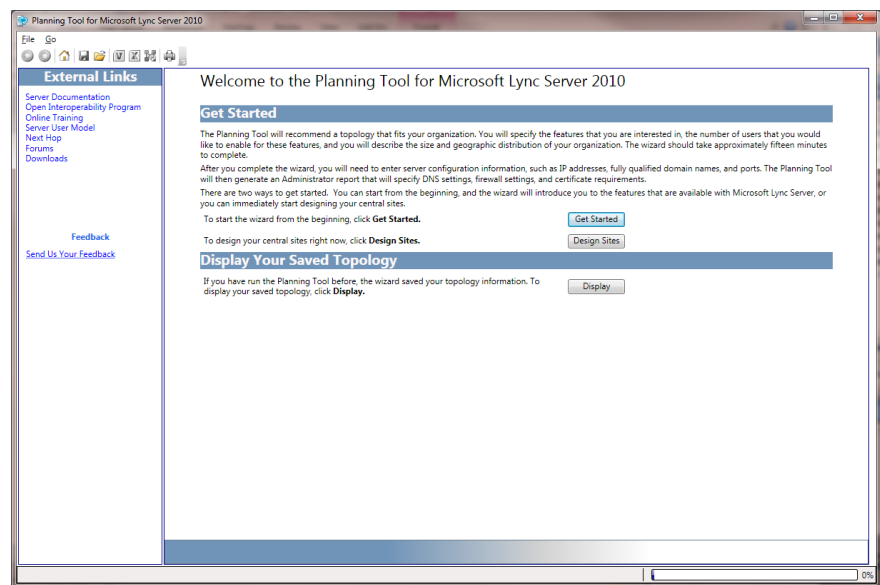 Planning Tool for Microsoft Lync Server 2010
File Go
External Links
Server Documentation
Open Interoperability Program
Online Training
Server User Model
Next Hop
Forums
Downloads
Feedback
Send Us Your Feedback
Welcome to the Planning Tool for Microsoft Lync Server 2010
Get Started
The Planning Tool will recommend a topology that fits your organization. You will specify the features that you are interested in, the number of users that you would
like to enable for these features, and you will describe the size and geographic distribution of your organization. The wizard should take approximately fifteen minutes
to complete.
After you complete the wizard, you will need to enter server configuration information, such as IP addresses, fully qualified domain names, and ports. The Planning Tool
will then generate an Administrator report that will specify DNS settings, firewall settings, and certificate requirements.
There are two ways to get started. You can start from the beginning, and the wizard will introduce you to the features that are available with Microsoft Lync Server, or
you can immediately start designing your central sites.
To start the wizard from the beginning, click Get Started.
Get Started
To design your central sites right now, click Design Sites.
Design Sites
Display Your Saved Topology
If you have run the Planning Tool before, the wizard saved your topology information. To
display your saved topology, click Display.
Display
0%